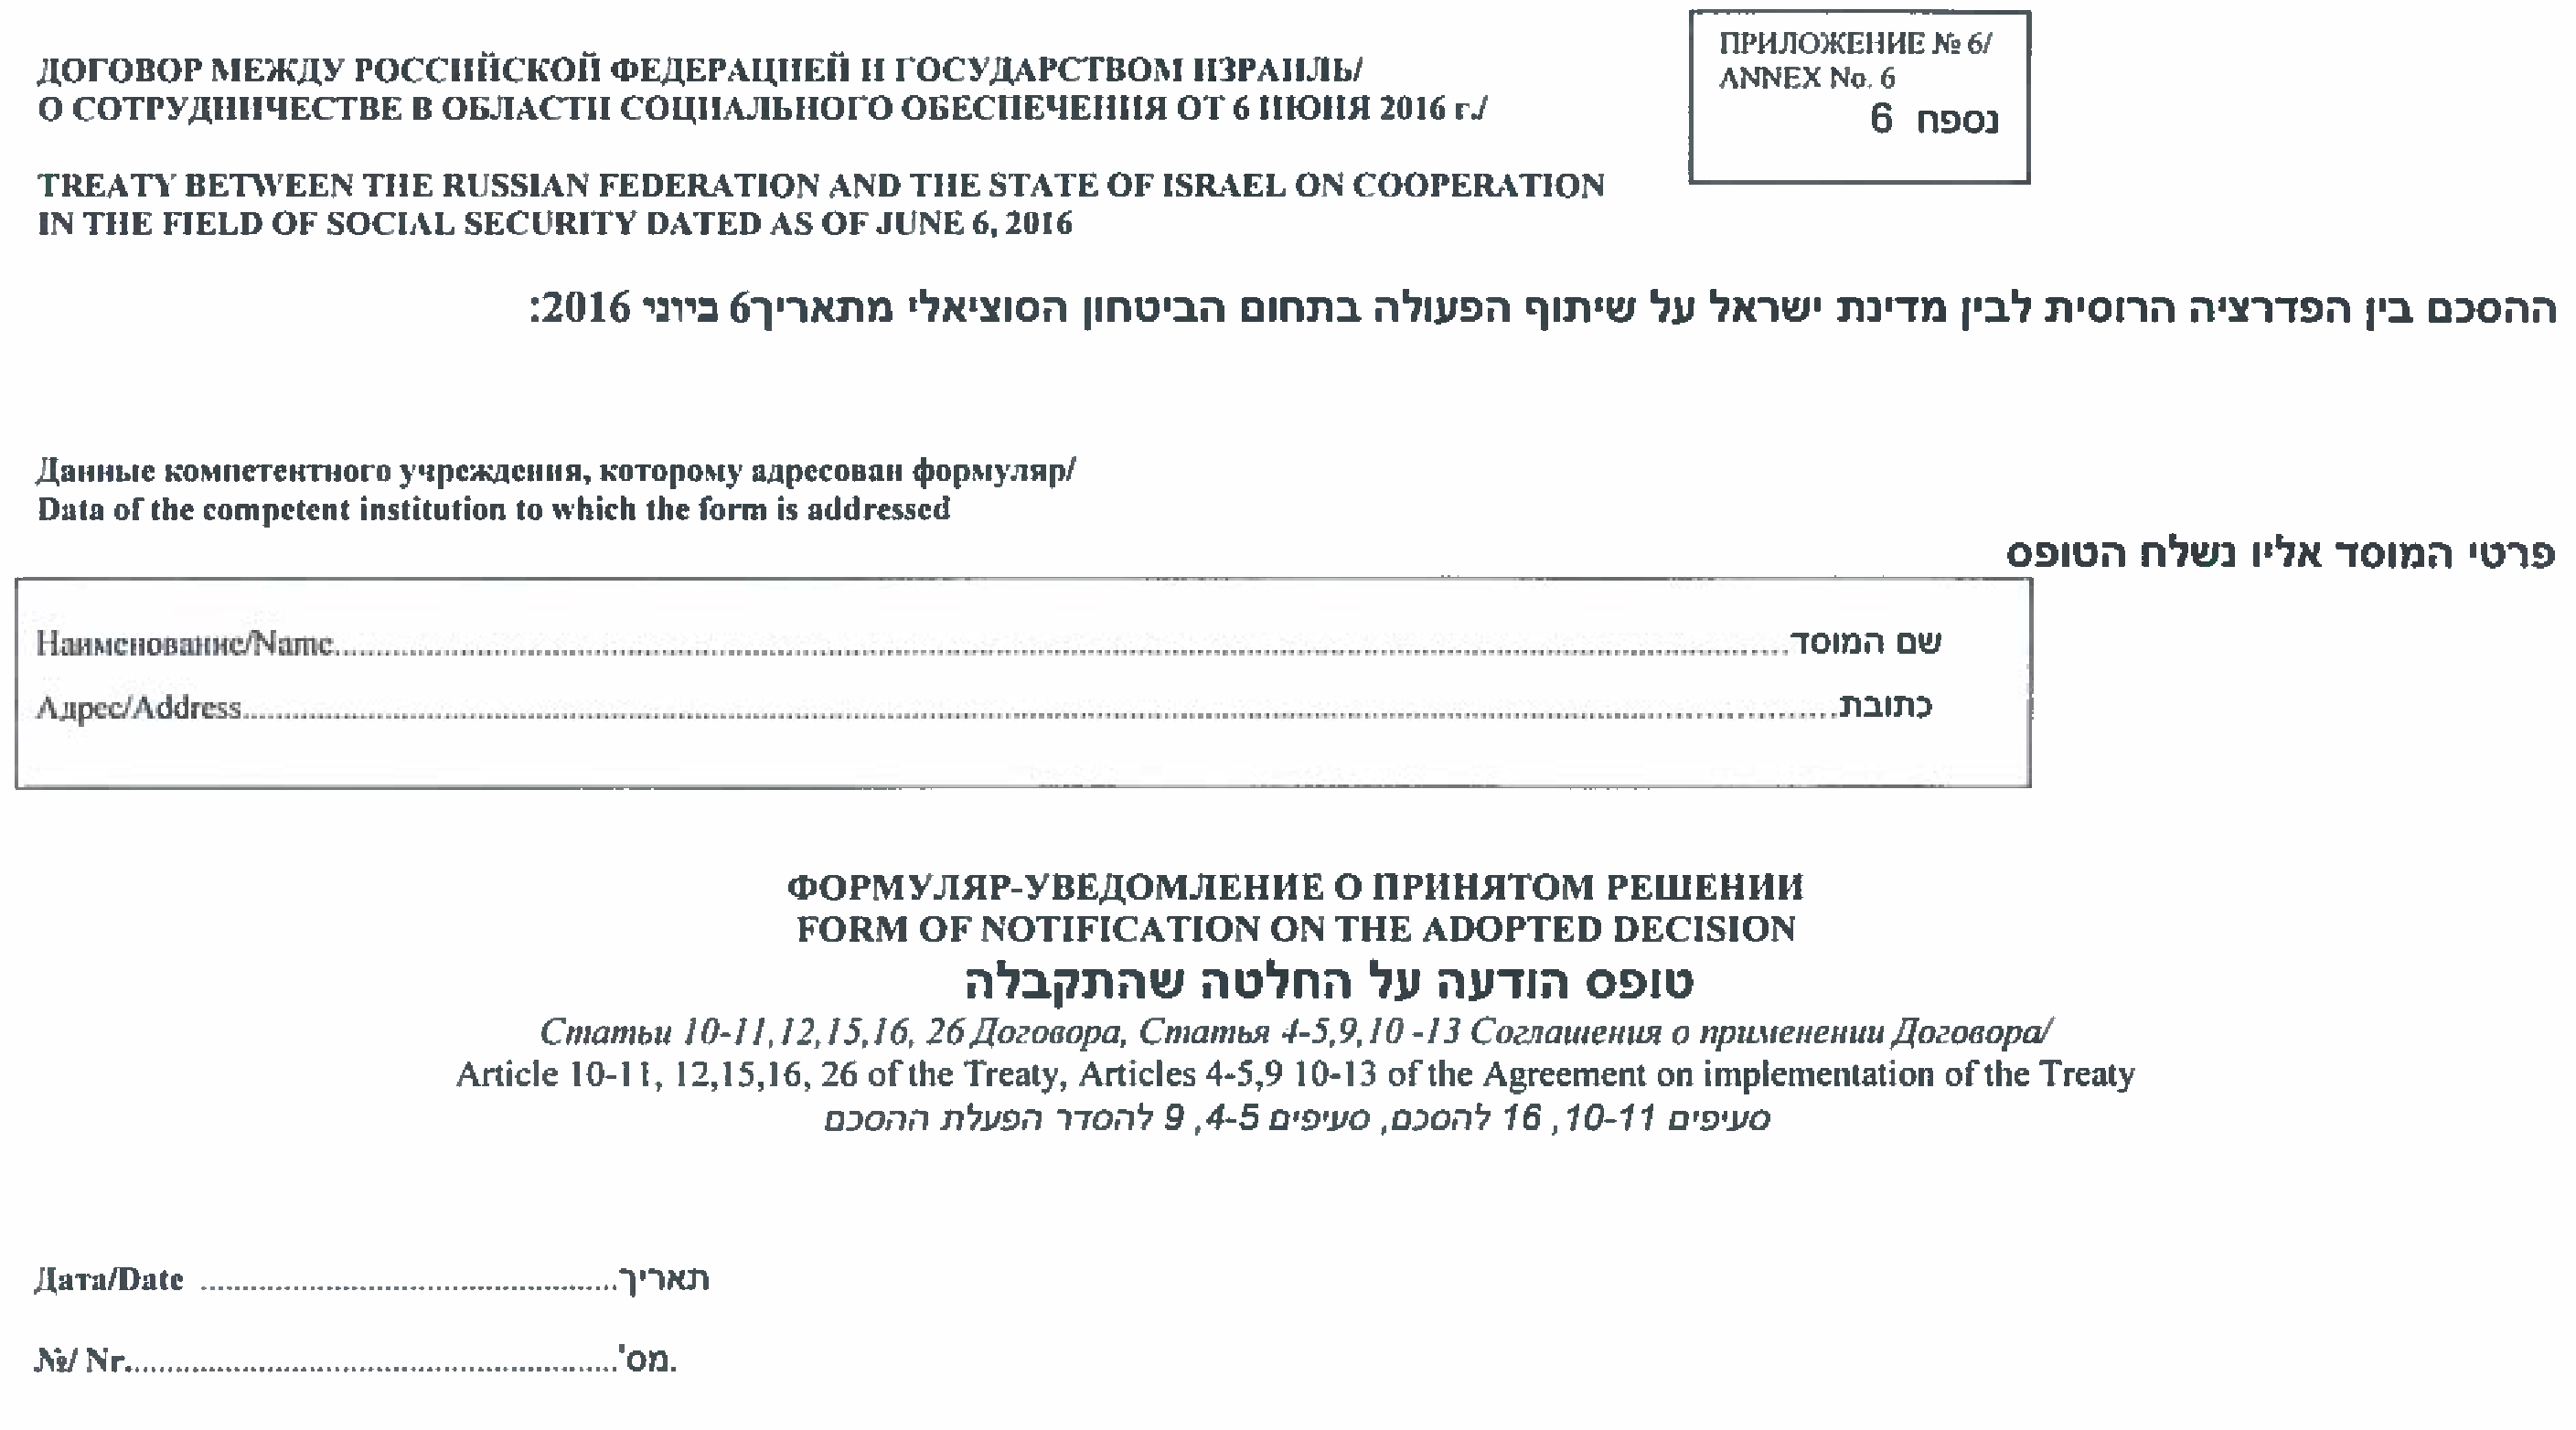 ПРИЛОЖЕНИЕ № 6/
ANNEX No. 6
נספח 6
ДОГОВОР МЕЖДУ РОССИЙСКОЙ ФЕДЕРАЦИЕЙ И ГОСУДАРСТВОМ ИЗРАИЛЬ/
О СОТРУДНИЧЕСТВЕ В ОБЛАСТИ СОЦИАЛЬНОГО ОБЕСПЕЧЕНИЯ ОТ 6 ИЮНЯ 2016 г./
TREATY BETWEEN THE RUSSIAN FEDERATION AND THE STATE OF ISRAEL ON COOPERATION
IN THE FIELD OF SOCIAL SECURITY DATED AS OF JUNE 6, 2016
ההסכם בין הפדרציה הרוסית לבין מדינת ישראל על שיתוף הפעולה בתחום הביטחון הסוציאלי מתאריך6 ביוני 2016:
Данные компетентного учреждения, которому адресован формуляр/
Data of the competent institution to which the form is addressed
פרטי המוסד אליו נשלח הטופס
Наименование/Name.......................................................שם המוסד
Адрес/Address.......................................................כתובת
ФОРМУЛЯР-УВЕДОМЛЕНИЕ О ПРИНЯТОМ РЕШЕНИИ
FORM OF NOTIFICATION ON THE ADOPTED DECISION
טופס הודעה על החלטה שהתקבלה
Статьи 10-11,12,15,16, 26 Договора, Статья 4-5,9,10 -13 Соглашения о применении Договора/
Article 10-11, 12,15,16, 26 of the Treaty, Articles 4-5,9 10-13 of the Agreement on implementation of the Treaty
סעיפים 10-11, 16 להסכם, סעיפים 4-5, 9 להסדר הפעלת ההסכם
Дата/Date ..................................................תאריך
№/ Nr...........................................................מס'.